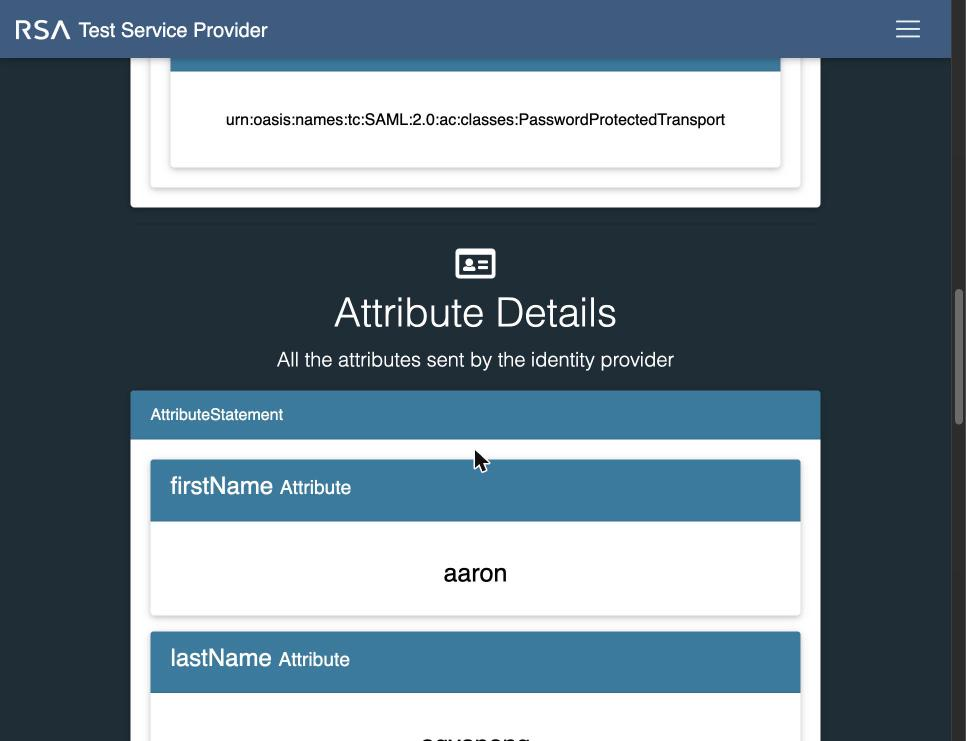 RSA Test Service Provider
urn:oasis:names:tc:SAML:2.0:ac:classes:PasswordProtectedTransport
Attribute Details
All the attributes sent by the identity provider
AttributeStatement
firstName Attribute
aaron
lastName Attribute